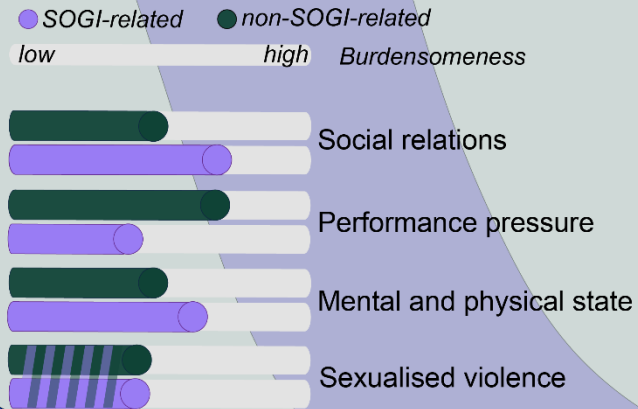 SOGI-related non-SOGI-related
low high Burdensomeness
Social relations
Performance pressure
Mental and physical state
Sexualised violence